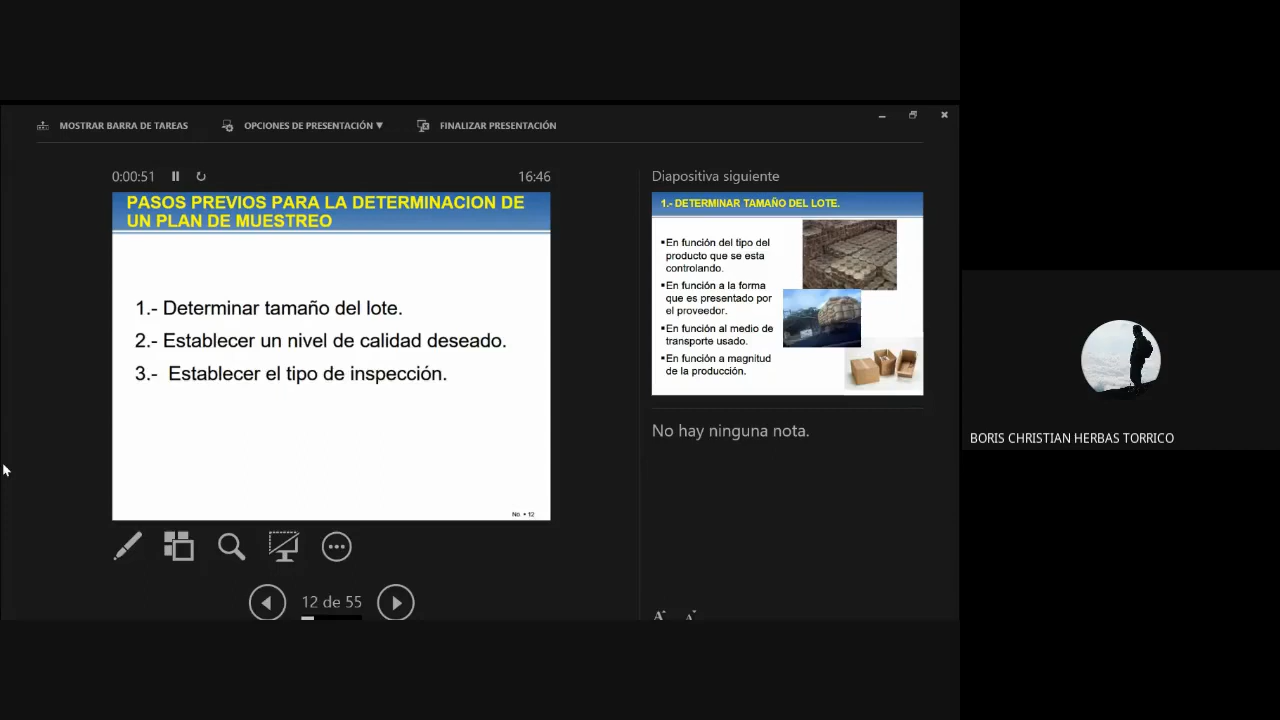 MOSTRAR BARRA DE TAREAS
OPCIONES DE PRESENTACIÓN ▼
FINALIZAR PRESENTACIÓN
0:00:51
16:46
PASOS PREVIOS PARA LA DETERMINACION DE
UN PLAN DE MUESTREO
1.- Determinar tamaño del lote.
2.- Establecer un nivel de calidad deseado.
3.- Establecer el tipo de inspección.
No. • 12
12 de 55
Diapositiva siguiente
1.- DETERMINAR TAMAÑO DEL LOTE.
▪En función del tipo del
producto que se esta
controlando.
▪En función a la forma
que es presentado por
el proveedor.
▪En función al medio de
transporte usado.
▪En función a magnitud
de la producción.
No hay ninguna nota.
A A
BORIS CHRISTIAN HERBAS TORRICO